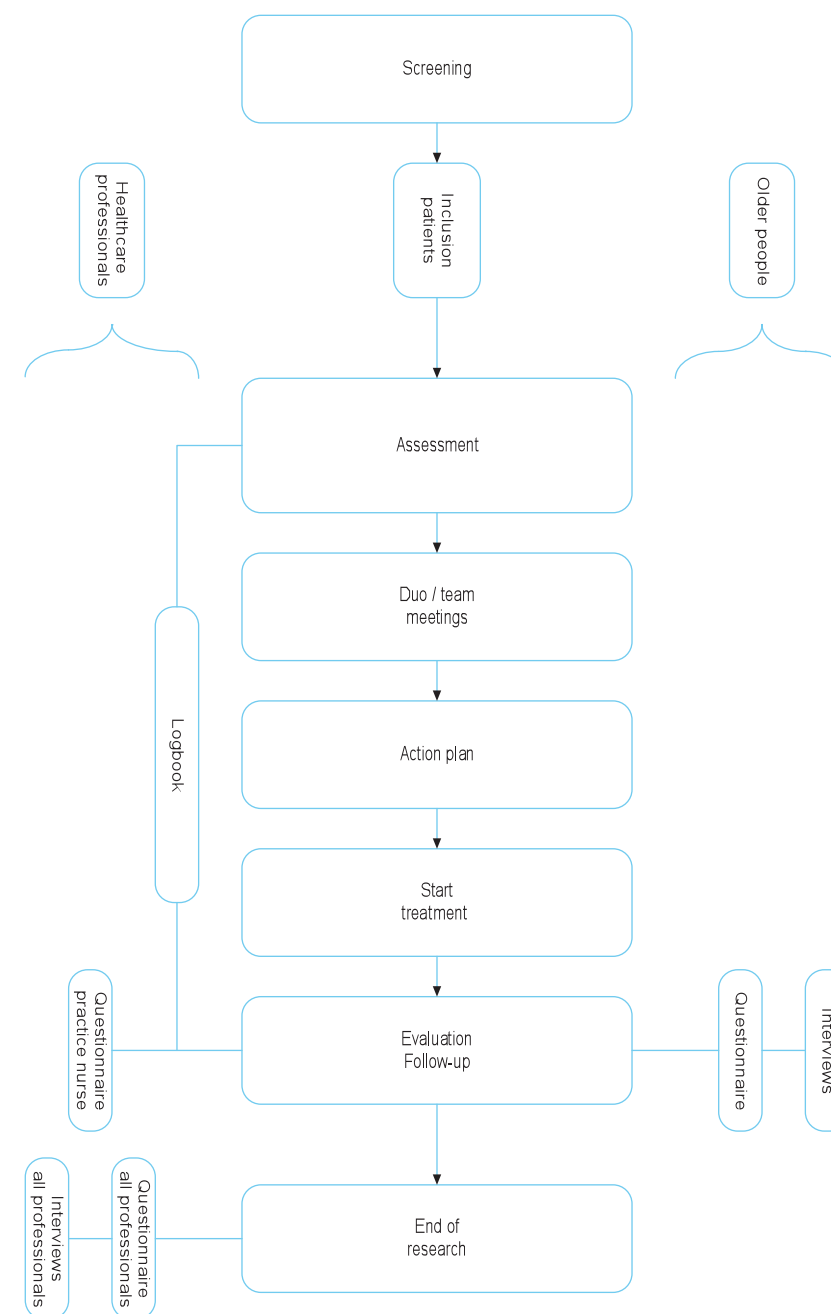 Screening
Healthcare
professionals
Inclusion
patients
Older people
Assessment
Duo / team
meetings
Logbook
Action plan
Start
treatment
Questionnaire
practice nurse
Evaluation
Follow-up
Questionnaire
Interviews
Interviews
all professionals
Questionnaire
all professionals
End of
research